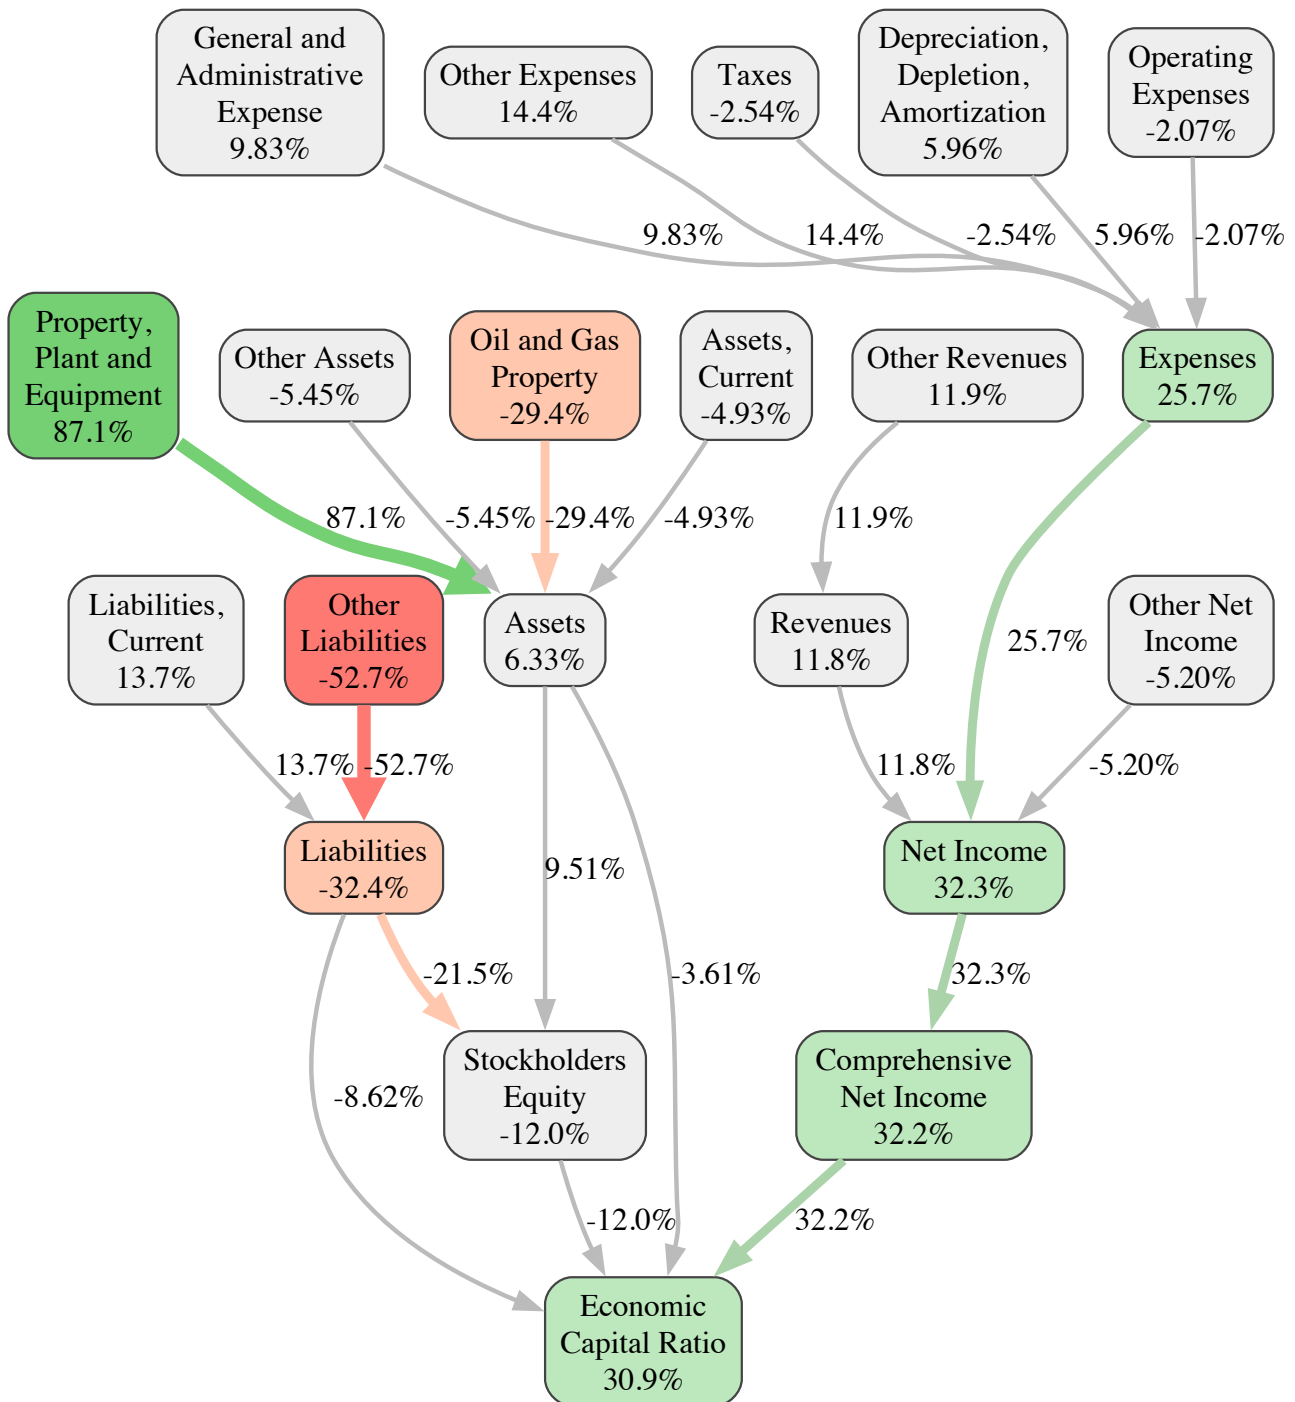 General and
Administrative
Expense
9.83%
Other Expenses
14.4%
Taxes
-2.54%
Depreciation,
Depletion,
Amortization
5.96%
Operating
Expenses
-2.07%
9.83%
14.4%
-2.54%
5.96%
-2.07%
Property,
Plant and
Equipment
87.1%
Other Assets
-5.45%
Oil and Gas
Property
-29.4%
Assets,
Current
-4.93%
Other Revenues
11.9%
Expenses
25.7%
87.1%
-5.45%
-29.4%
-4.93%
11.9%
Liabilities,
Current
13.7%
Other
Liabilities
-52.7%
Assets
6.33%
Revenues
11.8%
25.7%
Other Net
Income
-5.20%
13.7%
-52.7%
11.8%
-5.20%
Liabilities
-32.4%
9.51%
Net Income
32.3%
-21.5%
-3.61%
32.3%
-8.62%
Stockholders
Equity
-12.0%
Comprehensive
Net Income
32.2%
-12.0%
32.2%
Economic
Capital Ratio
30.9%